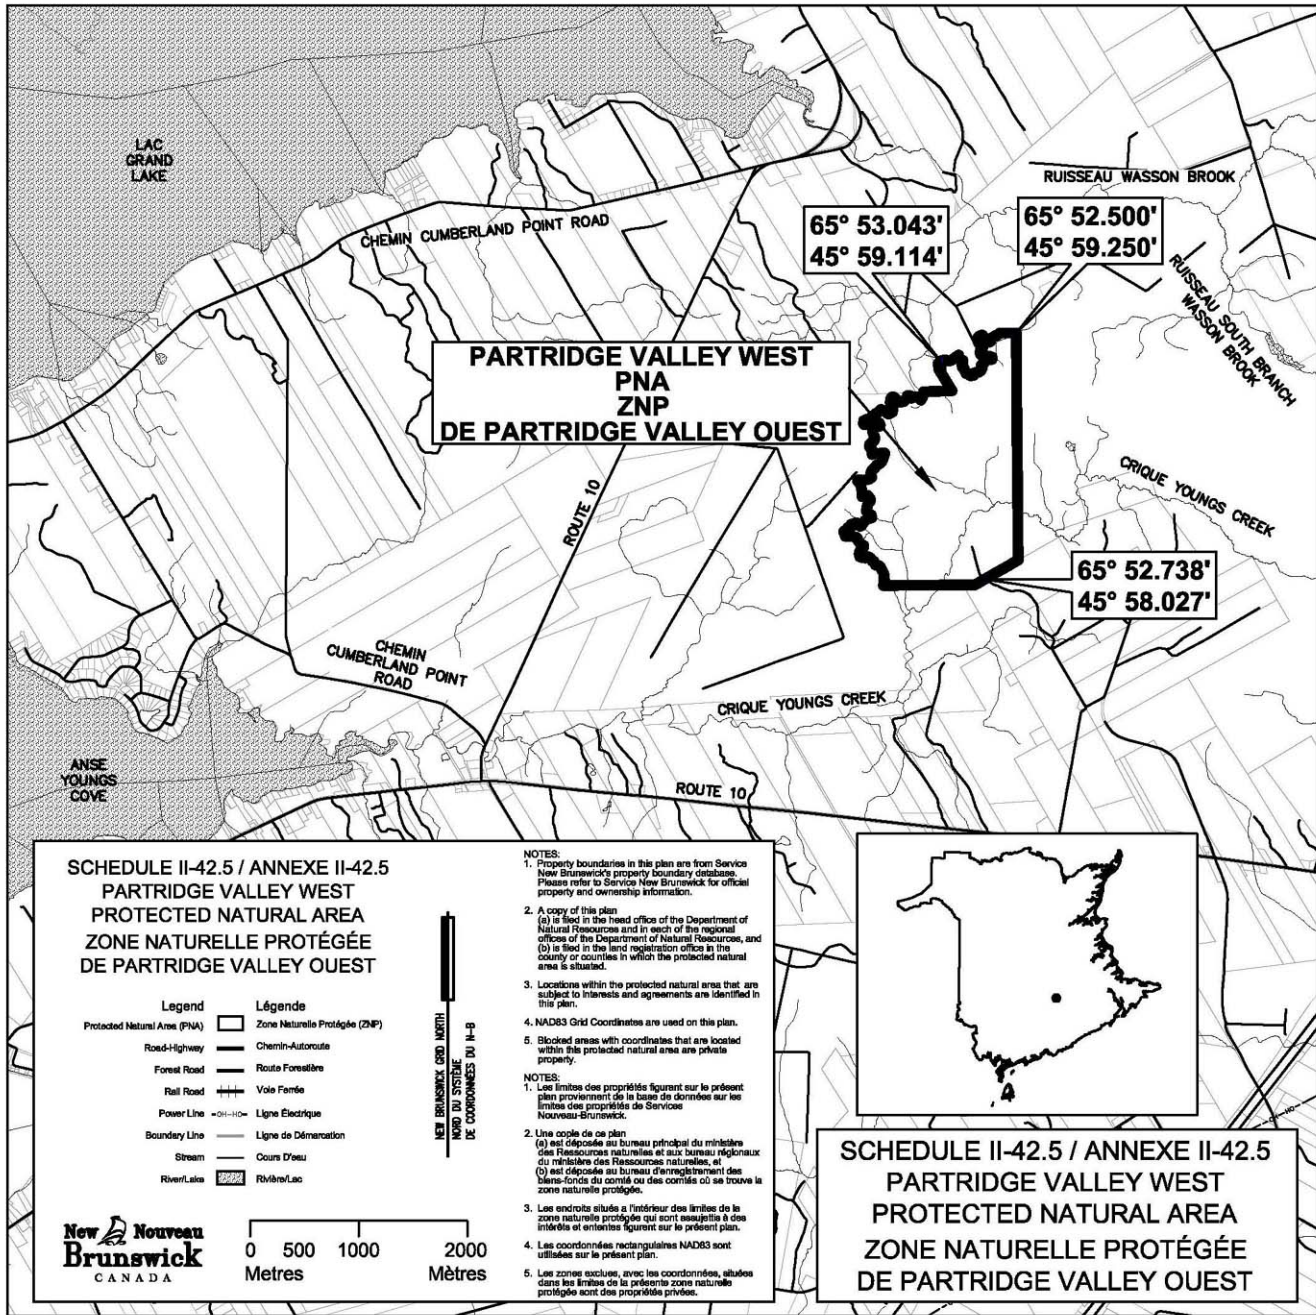 LAC
GRAND
LAKE
RUISSEAU WASSON BROOK
65° 53.043'
45° 59.114'
65° 52.500'
45° 59.250'
CHEMIN CUMBERLAND POINT ROAD
RUISSEAU SOUTH BRANCH
WASSON BROOK
PARTRIDGE VALLEY WEST
PNA
ZNP
DE PARTRIDGE VALLEY OUEST
CRIQUE YOUNGS CREEK
ROUTE 10
65° 52.738'
45° 58.027'
CHEMIN
CUMBERLAND POINT
ROAD
CRIQUE YOUNGS CREEK
ANSE
YOUNGS
COVE
ROUTE 10
SCHEDULE II-42.5 / ANNEXE II-42.5
PARTRIDGE VALLEY WEST
PROTECTED NATURAL AREA
ZONE NATURELLE PROTÉGÉE
DE PARTRIDGE VALLEY OUEST
Legend Légende
Protected Natural Area (PNA) Zone Naturelle Protégée (ZNP)
Road-Highway Chemin-Autoroute
Forest Road Route Forestière
Rail Road Voie Ferrée
Power Line -OH-HO- Ligne Électrique
Boundary Line Ligne de Démarcation
Stream Cours D'eau
River/Lake Rivière/Lac
NEW BRUNSWICK GRID NORTH
NORD DU SYSTÈME
DE COORDONNÉES DU N-B
New Nouveau
Brunswick
CANADA
0 500 1000 2000
Metres Mètres
NOTES:
1. Property boundaries in this plan are from Service
New Brunswick's property boundary database.
Please refer to Service New Brunswick for official
property and ownership information.
2. A copy of this plan
(a) is filed in the head office of the Department of
Natural Resources and in each of the regional
offices of the Department of Natural Resources, and
(b) is filed in the land registration office in the
county or counties in which the protected natural
area is situated.
3. Locations within the protected natural area that are
subject to interests and agreements are identified in
this plan.
4. NAD83 Grid Coordinates are used on this plan.
5. Blocked areas with coordinates that are located
within this protected natural area are private
property.
NOTES:
1. Les limites des propriétés figurant sur le présent
plan proviennent de la base de données sur les
limites des propriétés de Services
Nouveau-Brunswick.
2. Une copie de ce plan
(a) est déposée au bureau principal du ministère
des Ressources naturelles et aux bureau régionaux
du ministère des Ressources naturelles, et
(b) est déposée au bureau d'enregistrement des
biens-fonds du comté ou des comtés où se trouve la
zone naturelle protégée.
3. Les endroits situés a l'intérieur des limites de la
zone naturelle protégée qui sont assujettis à des
intérêts et ententes figurent sur le présent plan.
4. Les coordonnées rectangulaires NAD83 sont
utilisées sur le présent plan.
5. Les zones exclues, avec les coordonnées, situées
dans les limites de la présente zone naturelle
protégée sont des propriétés privées.
OH-HO
SCHEDULE II-42.5 / ANNEXE II-42.5
PARTRIDGE VALLEY WEST
PROTECTED NATURAL AREA
ZONE NATURELLE PROTÉGÉE
DE PARTRIDGE VALLEY OUEST